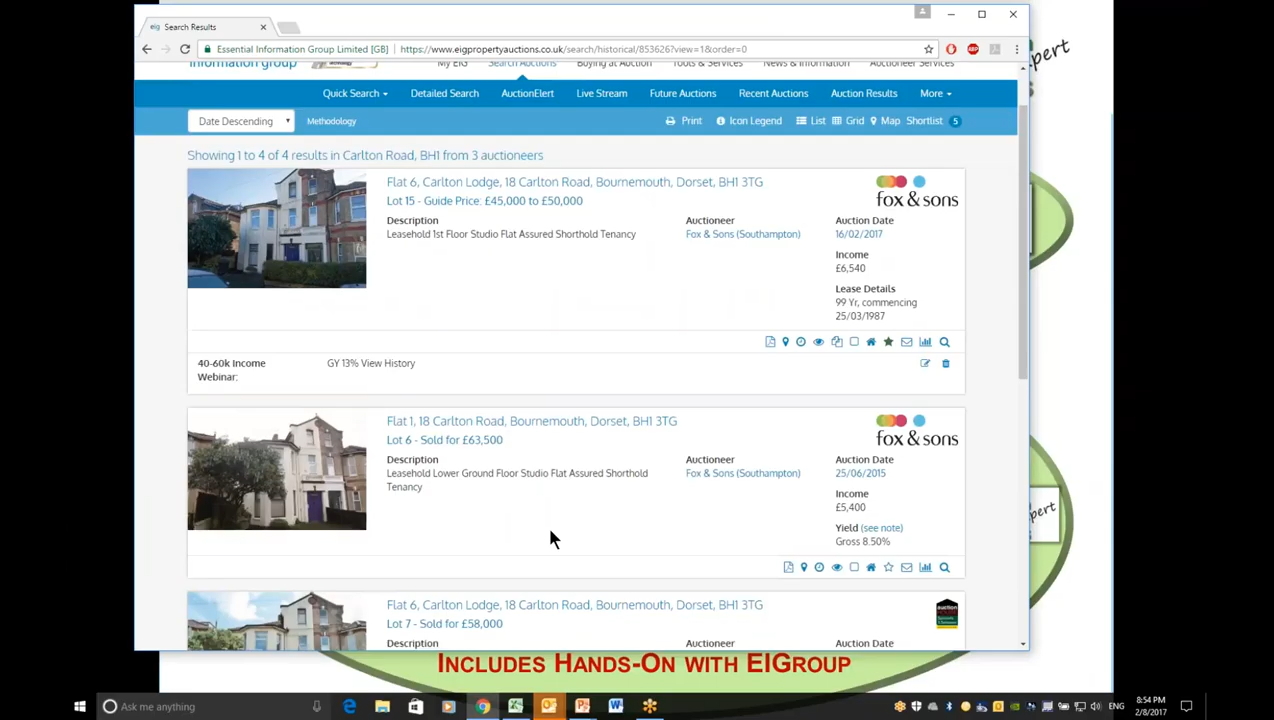 eig Search Results
Essential Information Group Limited [GB] https://www.eigpropertyauctions.co.uk/search/historical/853626?view=1&order=0
information group
My EIG Search Auctions Buying at Auction Tools & Services News & Information Auctioneer Services
Quick Search Detailed Search AuctionElert Live Stream Future Auctions Recent Auctions Auction Results More
Date Descending Methodology Print Icon Legend List Grid Map Shortlist 5
Showing 1 to 4 of 4 results in Carlton Road, BH1 from 3 auctioneers
Flat 6, Carlton Lodge, 18 Carlton Road, Bournemouth, Dorset, BH1 3TG
Lot 15 - Guide Price: £45,000 to £50,000
fox & sons
Description Auctioneer Auction Date
Leasehold 1st Floor Studio Flat Assured Shorthold Tenancy Fox & Sons (Southampton) 16/02/2017
Income
£6,540
Lease Details
99 Yr, commencing
25/03/1987
40-60k Income GY 13% View History
Webinar:
Flat 1, 18 Carlton Road, Bournemouth, Dorset, BH1 3TG
Lot 6 - Sold for £63,500
fox & sons
Description Auctioneer Auction Date
Leasehold Lower Ground Floor Studio Flat Assured Shorthold Fox & Sons (Southampton) 25/06/2015
Tenancy
Income
£5,400
Yield (see note)
Gross 8.50%
Flat 6, Carlton Lodge, 18 Carlton Road, Bournemouth, Dorset, BH1 3TG
Lot 7 - Sold for £58,000
Description Auctioneer Auction Date
pert
xpert
INCLUDES HANDS-ON WITH EIGROUP
Ask me anything
ENG
8:54 PM
2/8/2017